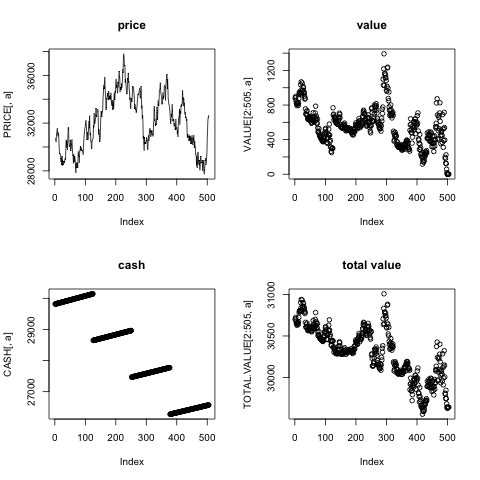 price
PRICE[, a]
28000 32000 36000
0 100 200 300 400 500
Index
value
VALUE[2:505, a]
0 400 800 1200
0 100 200 300 400 500
Index
cash
CASH[, a]
27000 29000
0 100 200 300 400 500
Index
total value
TOTAL.VALUE[2:505, a]
30000 30500 31000
0 100 200 300 400 500
Index